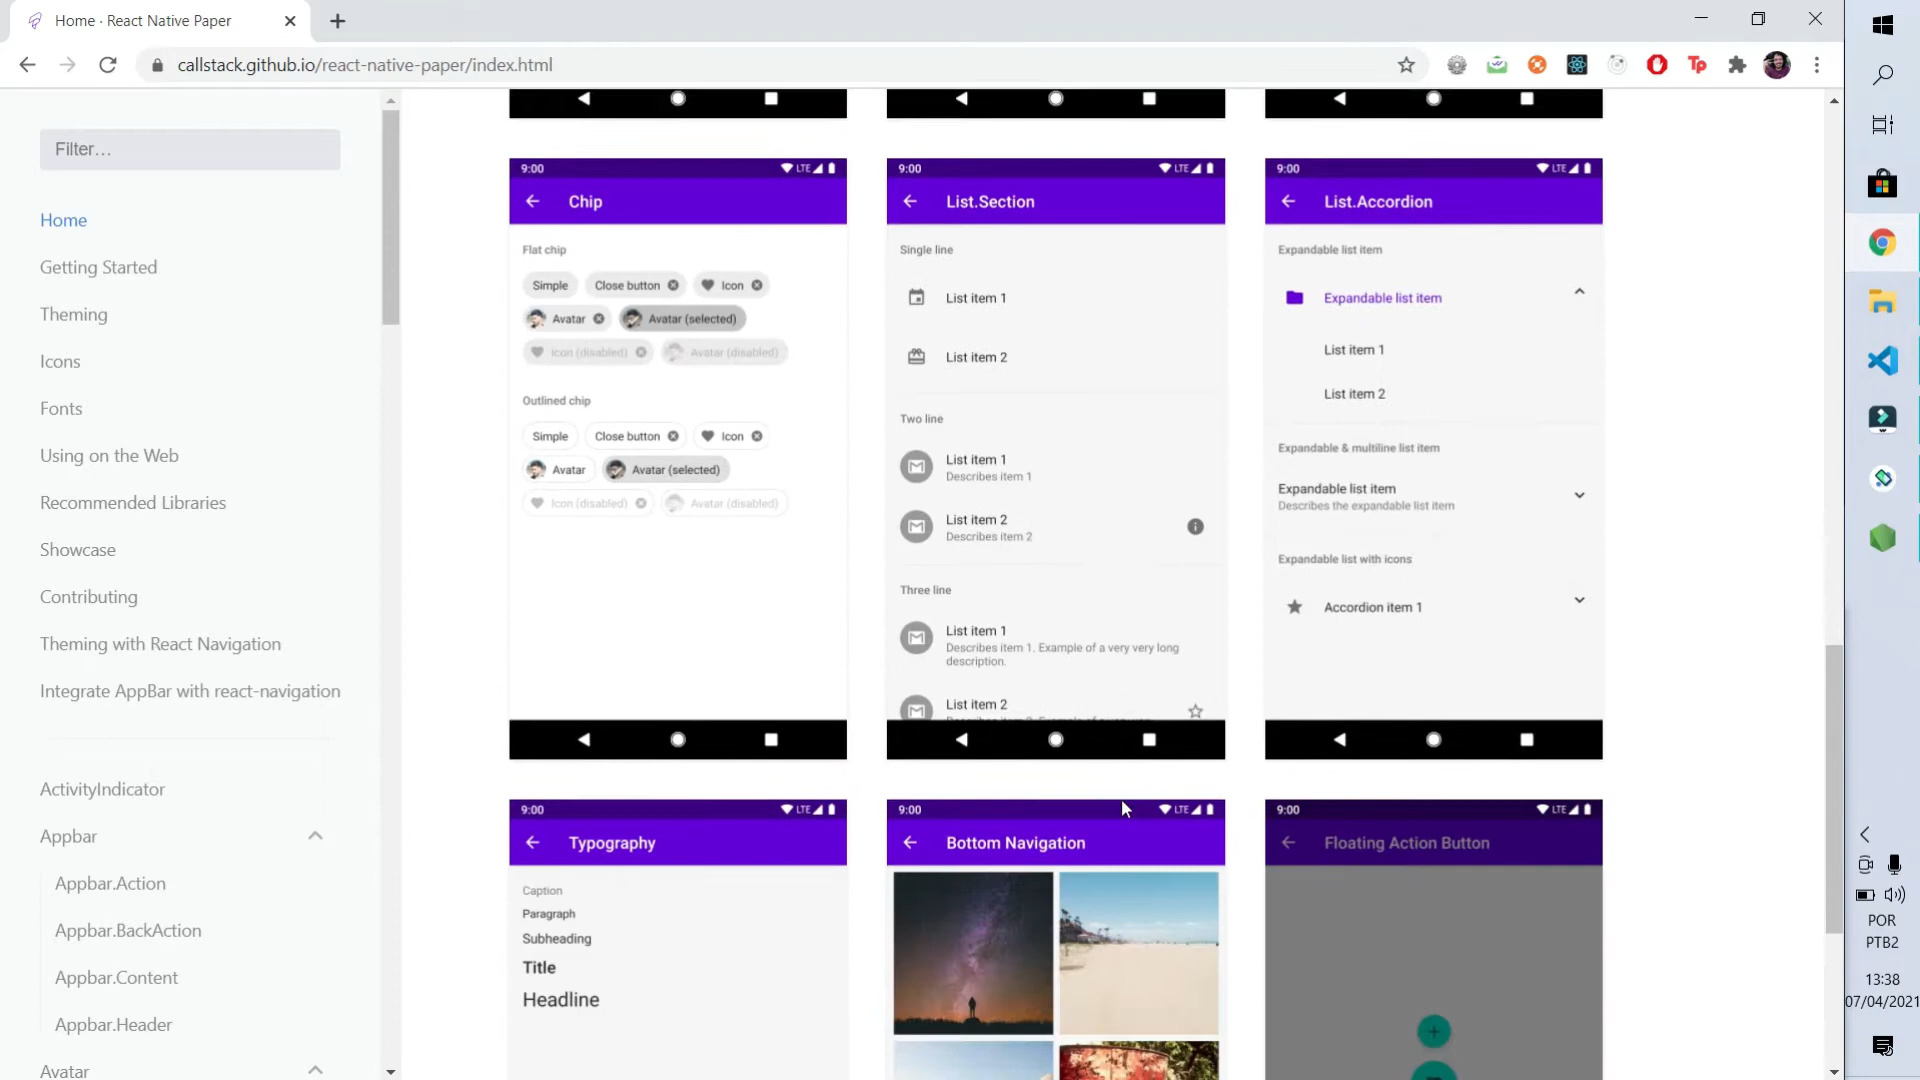 Home · React Native Paper
callstack.github.io/react-native-paper/index.html
Filter…
Home
Getting Started
Theming
Icons
Fonts
Using on the Web
Recommended Libraries
Showcase
Contributing
Theming with React Navigation
Integrate AppBar with react-navigation
ActivityIndicator
Appbar
Appbar.Action
Appbar.BackAction
Appbar.Content
Appbar.Header
Avatar
9:00 LTE
Chip
Flat chip
Simple Close button Icon
Avatar Avatar (selected)
Icon (disabled) Avatar (disabled)
Outlined chip
Simple Close button Icon
Avatar Avatar (selected)
Icon (disabled) Avatar (disabled)
9:00 LTE
List.Section
Single line
List item 1
List item 2
Two line
List item 1
Describes item 1
List item 2
Describes item 2
Three line
List item 1
Describes item 1. Example of a very very long
description.
List item 2
9:00 LTE
List.Accordion
Expandable list item
Expandable list item
List item 1
List item 2
Expandable & multiline list item
Expandable list item
Describes the expandable list item
Expandable list with icons
Accordion item 1
9:00 LTE
Typography
Caption
Paragraph
Subheading
Title
Headline
9:00 LTE
Bottom Navigation
9:00 LTE
Floating Action Button
Tp
POR
PTB2
13:38
07/04/2021